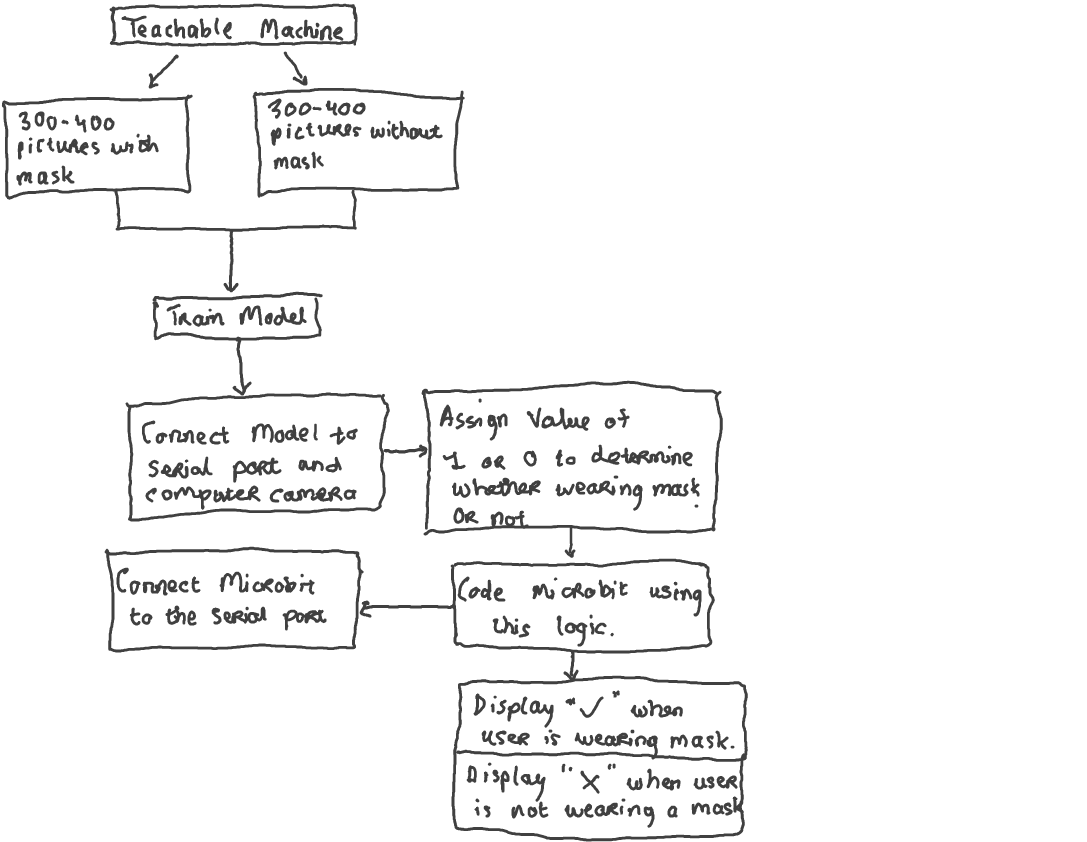 Teachable Machine
300-400
pictures with
mask
300-400
pictures without
mask
Train Model
Connect Model to
serial port and
computer camera
Assign Value of
1 or 0 to determine
whether wearing mask
or not
Connect Microbit
to the serial port
Code microbit using
this logic.
Display "✓" when
user is wearing mask.
Display "X" when user
is not wearing a mask